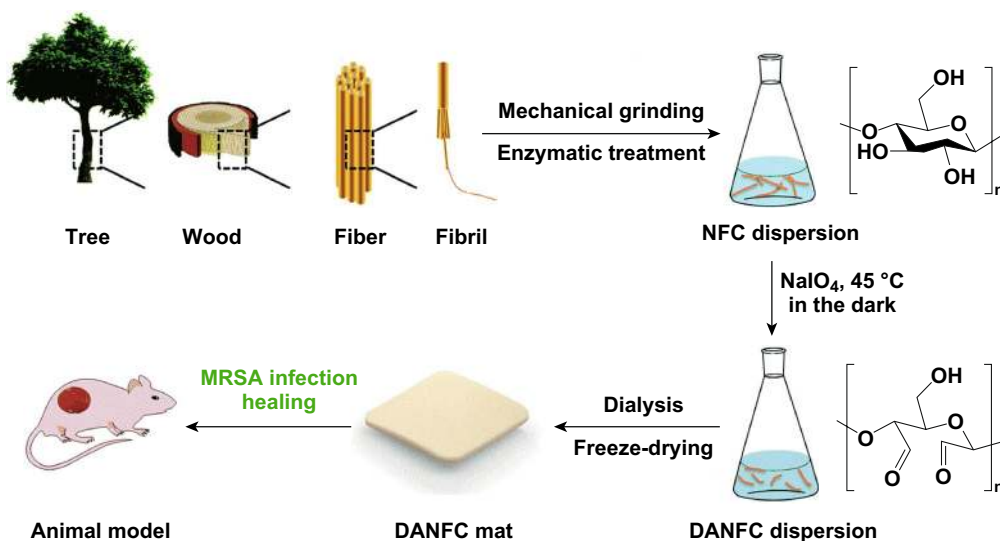 Tree
Wood
Fiber
Fibril
Mechanical grinding
Enzymatic treatment
NFC dispersion
OH
O
O
HO
OH
n
NaIO₄, 45 °C
in the dark
OH
O
O
O
O
n
DANFC dispersion
Dialysis
Freeze-drying
DANFC mat
MRSA infection
healing
Animal model